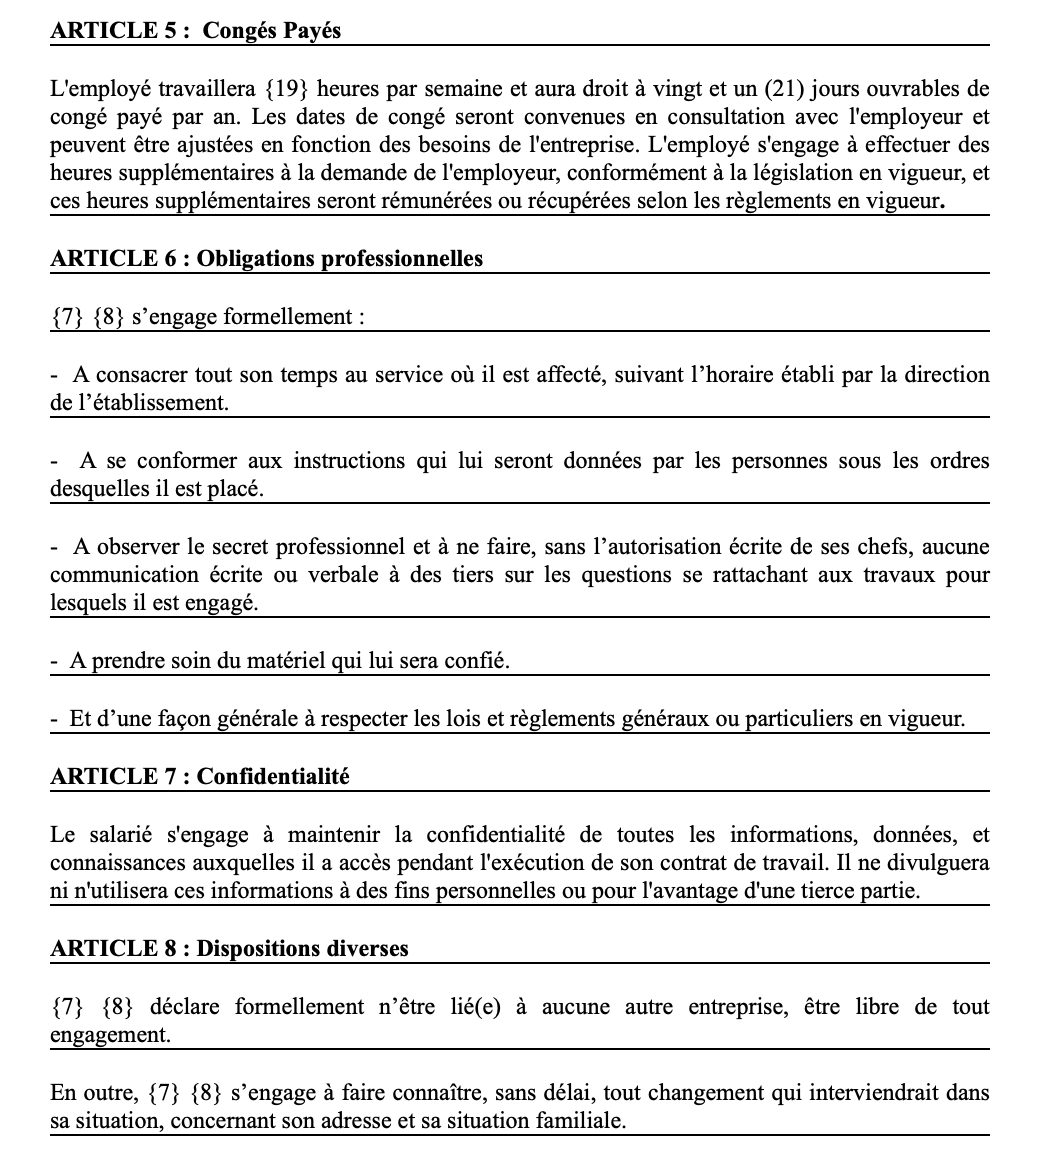 ARTICLE 5 :  Congés Payés
L'employé travaillera {19} heures par semaine et aura droit à vingt et un (21) jours ouvrables de
congé payé par an. Les dates de congé seront convenues en consultation avec l'employeur et
peuvent être ajustées en fonction des besoins de l'entreprise. L'employé s'engage à effectuer des
heures supplémentaires à la demande de l'employeur, conformément à la législation en vigueur, et
ces heures supplémentaires seront rémunérées ou récupérées selon les règlements en vigueur.
ARTICLE 6 : Obligations professionnelles
{7} {8} s’engage formellement :
-  A consacrer tout son temps au service où il est affecté, suivant l’horaire établi par la direction
de l’établissement.
-  A se conformer aux instructions qui lui seront données par les personnes sous les ordres
desquelles il est placé.
-  A observer le secret professionnel et à ne faire, sans l’autorisation écrite de ses chefs, aucune
communication écrite ou verbale à des tiers sur les questions se rattachant aux travaux pour
lesquels il est engagé.
-  A prendre soin du matériel qui lui sera confié.
-  Et d’une façon générale à respecter les lois et règlements généraux ou particuliers en vigueur.
ARTICLE 7 : Confidentialité
Le salarié s'engage à maintenir la confidentialité de toutes les informations, données, et
connaissances auxquelles il a accès pendant l'exécution de son contrat de travail. Il ne divulguera
ni n'utilisera ces informations à des fins personnelles ou pour l'avantage d'une tierce partie.
ARTICLE 8 : Dispositions diverses
{7} {8} déclare formellement n’être lié(e) à aucune autre entreprise, être libre de tout
engagement.
En outre, {7} {8} s’engage à faire connaître, sans délai, tout changement qui interviendrait dans
sa situation, concernant son adresse et sa situation familiale.